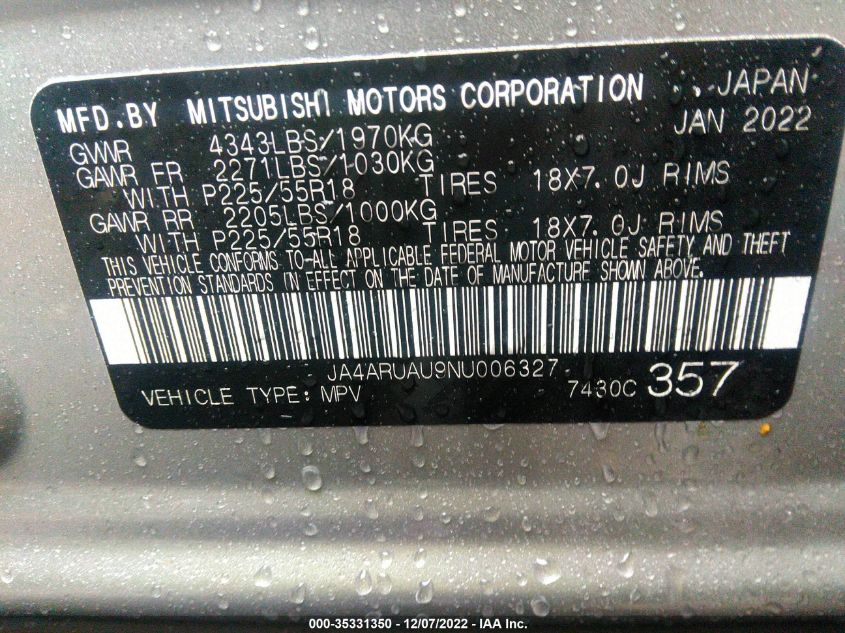 MFD.BY MITSUBISHI MOTORS CORPORATION ..JAPAN
JAN 2022
GVWR 4343LBS/1970KG
GAWR FR 2271LBS/1030KG
WITH P225/55R18 TIRES 18X7.0J RIMS
GAWR RR 2205LBS/1000KG
WITH P225/55R18 TIRES 18X7.0J RIMS
THIS VEHICLE CONFORMS TO-ALL APPLICABLE FEDERAL MOTOR VEHICLE SAFETY AND THEFT
PREVENTION STANDARDS IN EFFECT ON THE DATE OF MANUFACTURE SHOWN ABOVE.
JA4ARUAU9NU006327
VEHICLE TYPE: MPV 7430C 357
000-35331350 - 12/07/2022 - IAA Inc.